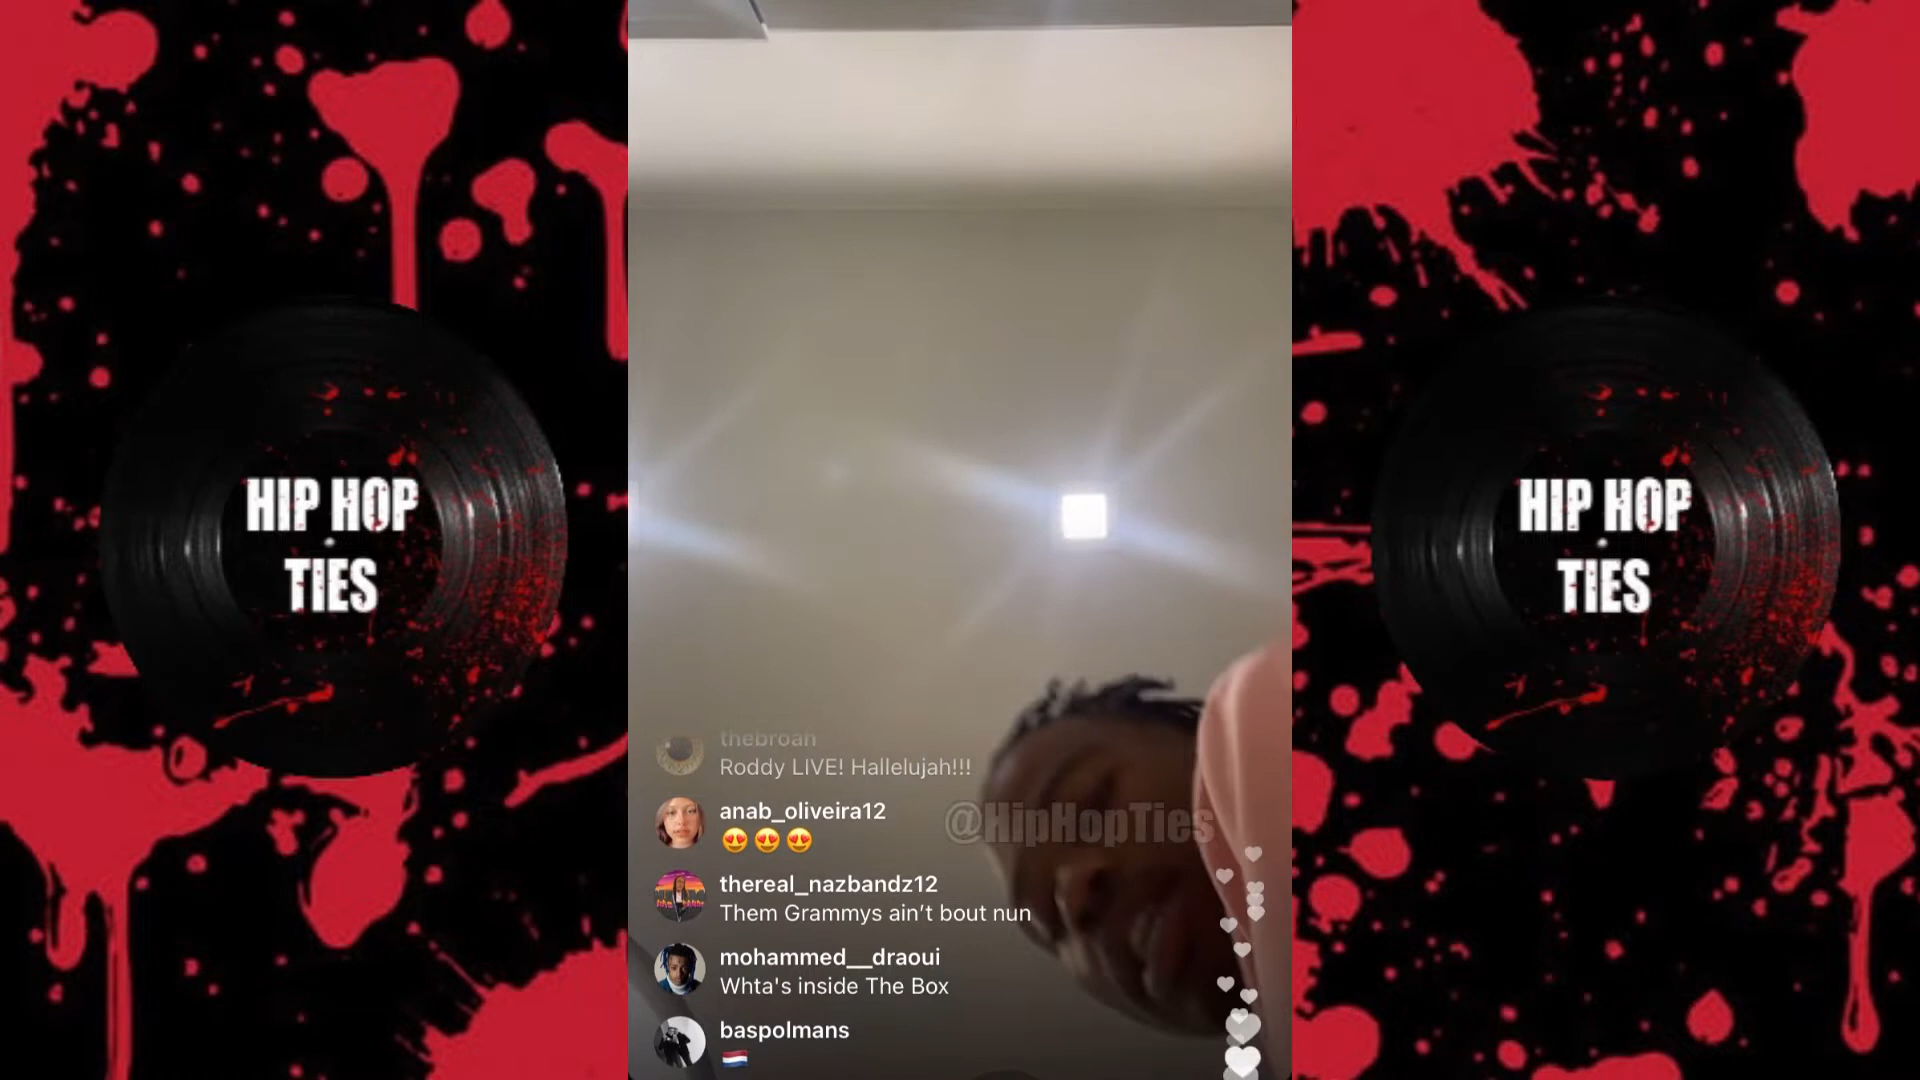 HIP HOP
TIES
thebroah
Roddy LIVE! Hallelujah!!!
anab_oliveira12
😍😍😍
@HipHopTies
thereal_nazbandz12
Them Grammys ain't bout nun
mohammed__draoui
Whta's inside The Box
baspolmans
🇳🇱
HIP HOP
TIES